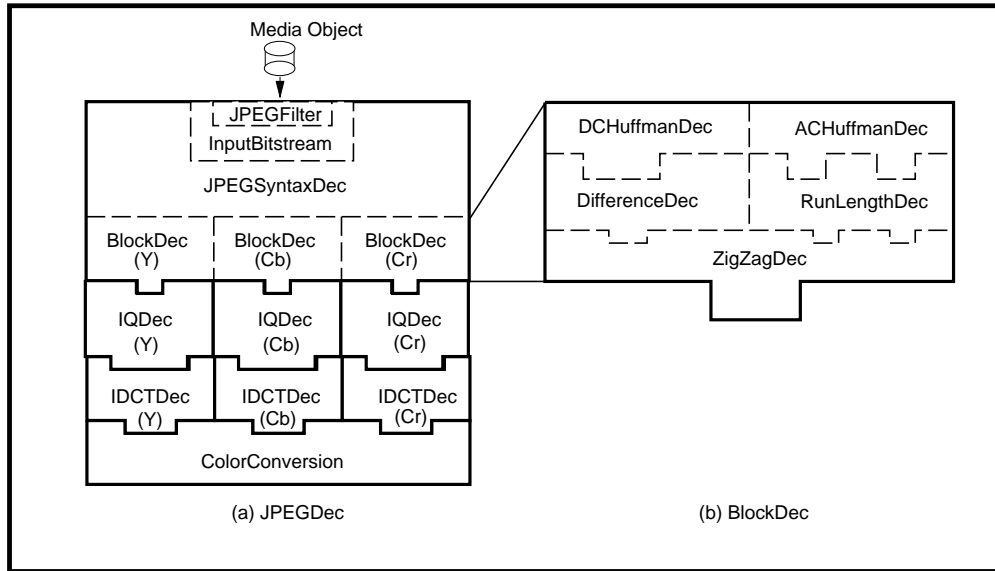 Media Object
JPEGFilter
InputBitstream
JPEGSyntaxDec
BlockDec BlockDec BlockDec
(Y) (Cb) (Cr)
IQDec IQDec IQDec
(Y) (Cb) (Cr)
IDCTDec IDCTDec IDCTDec
(Y) (Cb) (Cr)
ColorConversion
(a) JPEGDec
DCHuffmanDec ACHuffmanDec
DifferenceDec RunLengthDec
ZigZagDec
(b) BlockDec